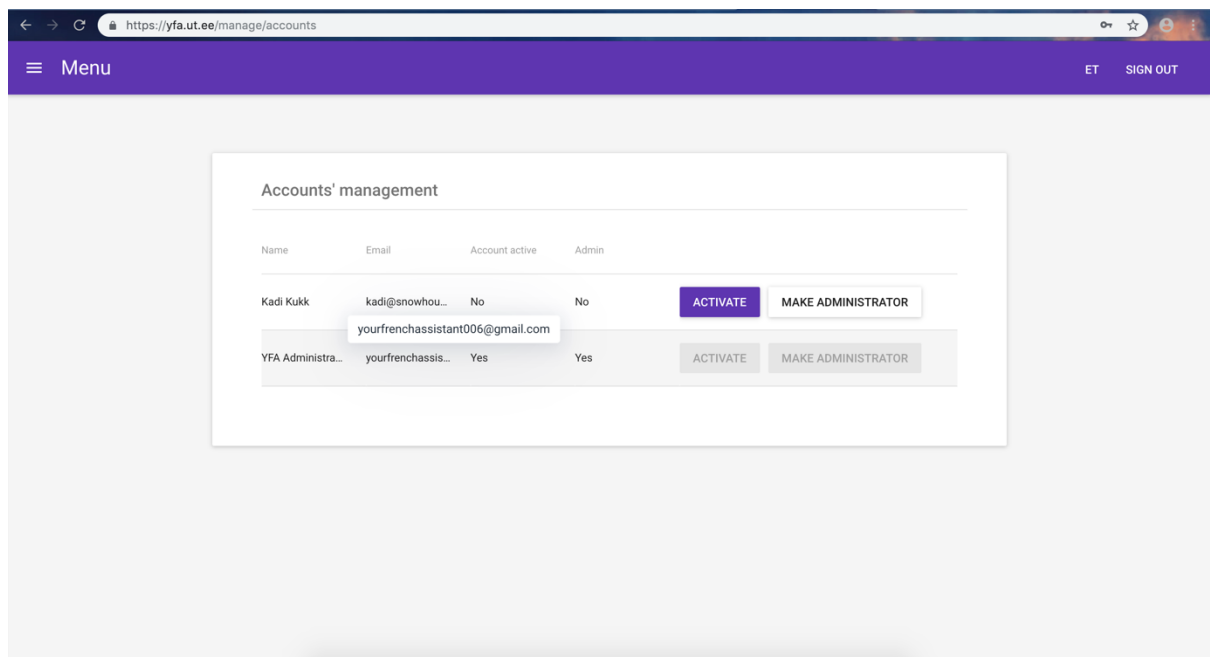 https://yfa.ut.ee/manage/accounts
Menu ET SIGN OUT
Accounts' management
Name Email Account active Admin
Kadi Kukk kadi@snowhou... No No ACTIVATE MAKE ADMINISTRATOR
yourfrenchassistant006@gmail.com
YFA Administra... yourfrenchassis... Yes Yes ACTIVATE MAKE ADMINISTRATOR